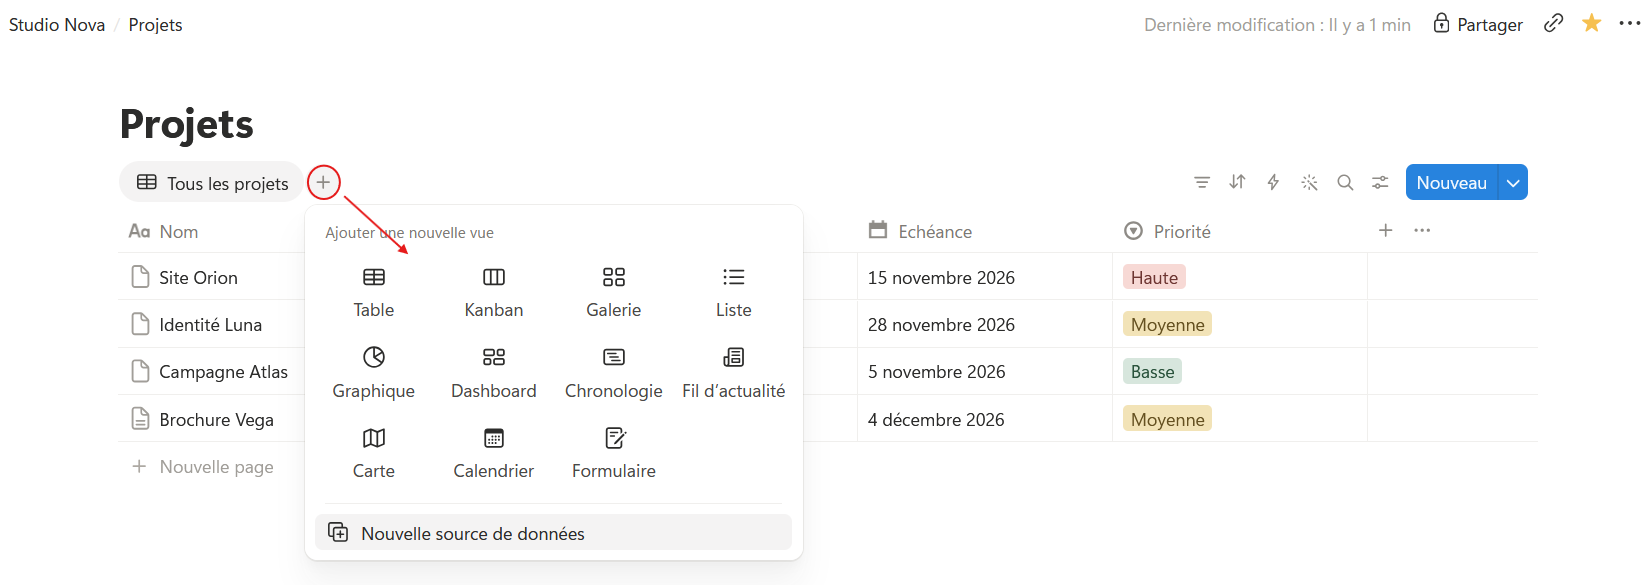 Studio Nova / Projets
Dernière modification : Il y a 1 min
Partager
Projets
Tous les projets
Nouveau
Aa Nom
Echéance
Priorité
Ajouter une nouvelle vue
Table
Kanban
Galerie
Liste
Graphique
Dashboard
Chronologie
Fil d’actualité
Carte
Calendrier
Formulaire
Nouvelle source de données
Site Orion
15 novembre 2026
Haute
Identité Luna
28 novembre 2026
Moyenne
Campagne Atlas
5 novembre 2026
Basse
Brochure Vega
4 décembre 2026
Moyenne
Nouvelle page